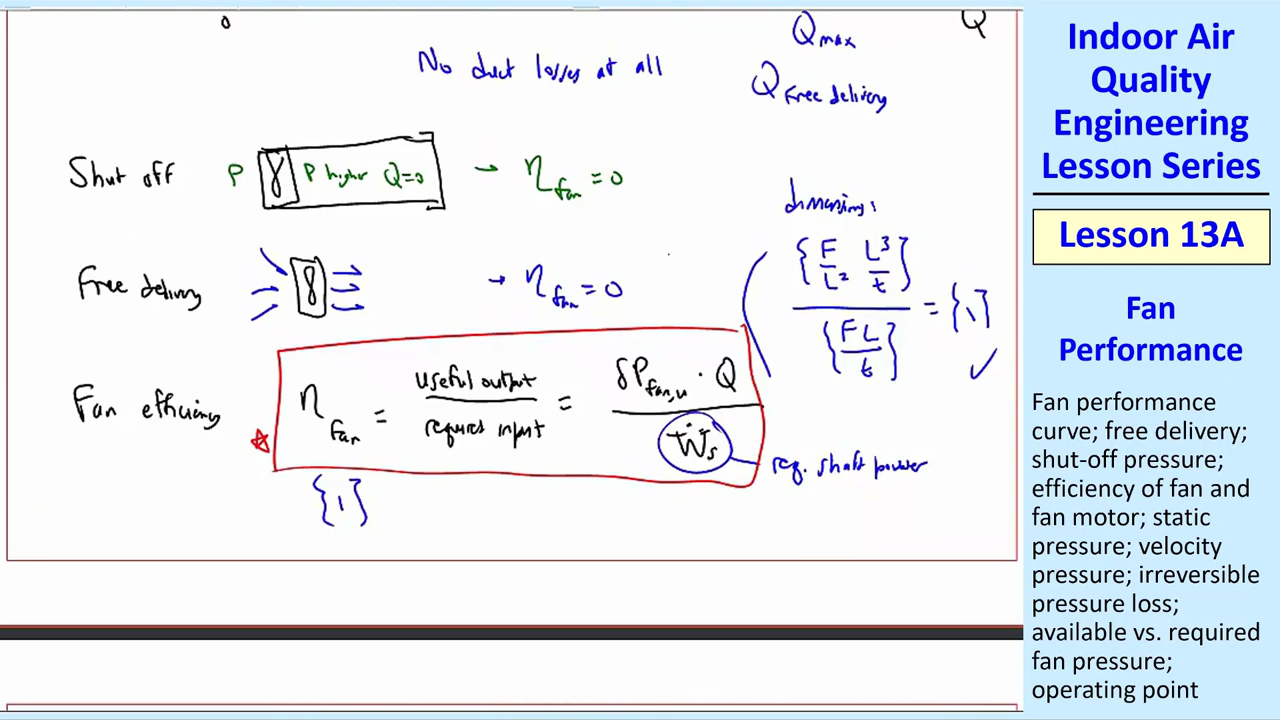 Q
Qmax
No duct losses at all
QFree delivery
Shut off P P higher Q=0 → ηfan = 0
dimensions:
{F/L² L³/t} / {FL/t} = {1} ✓
Free delivery → ηfan = 0
Fan efficiency ηfan = useful output / required input = δPfan,u · Q / Ẇs
req. shaft power
{1}
Indoor Air
Quality
Engineering
Lesson Series
Lesson 13A
Fan
Performance
Fan performance
curve; free delivery;
shut-off pressure;
efficiency of fan and
fan motor; static
pressure; velocity
pressure; irreversible
pressure loss;
available vs. required
fan pressure;
operating point